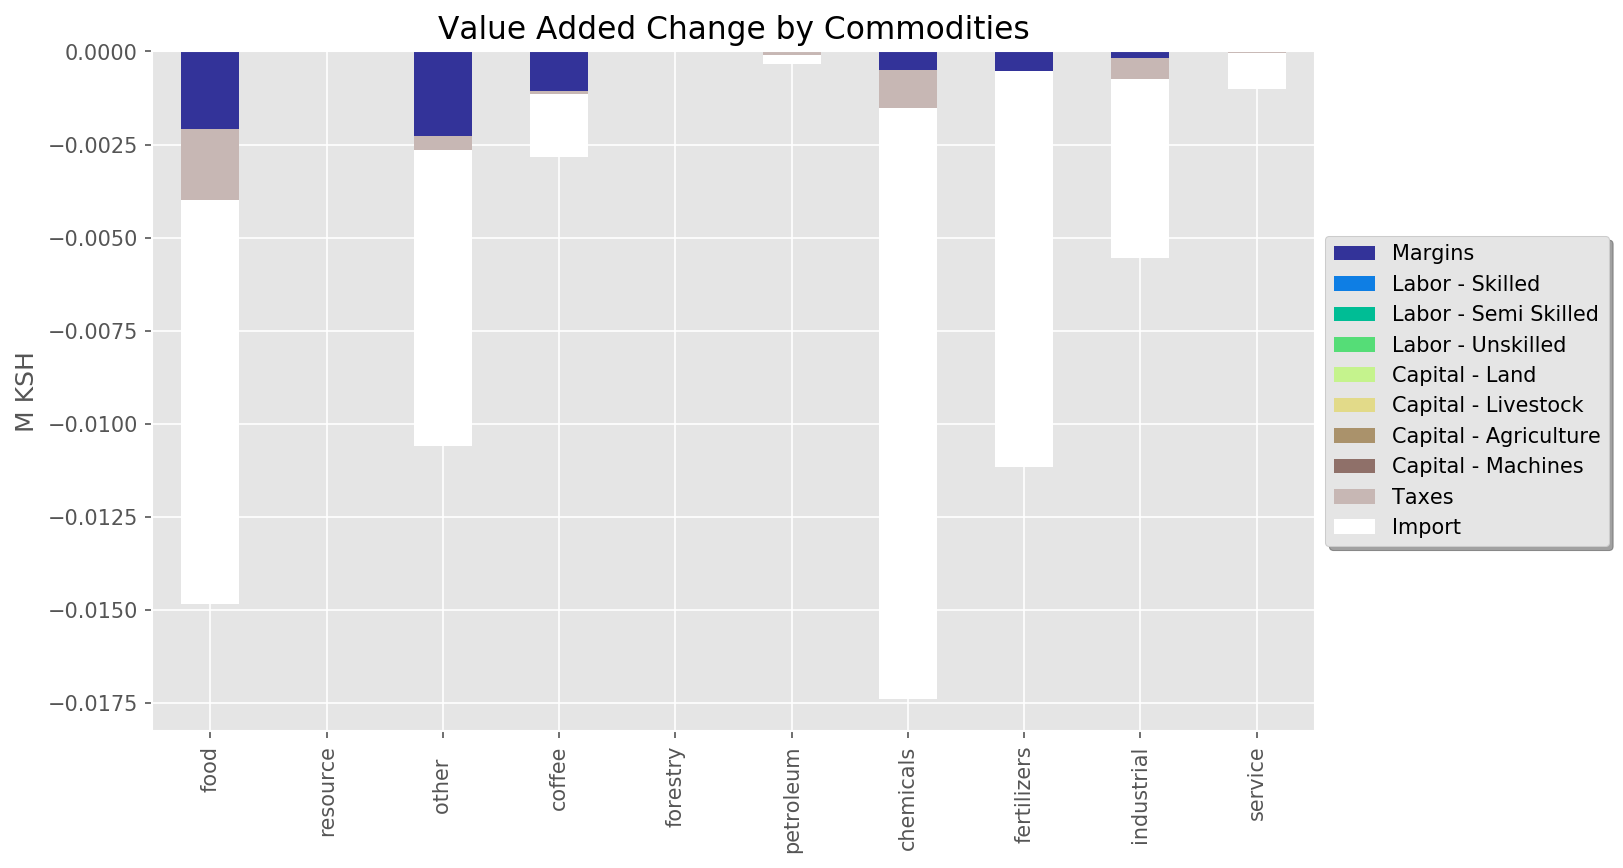 Value Added Change by Commodities
0.0000
−0.0025
−0.0050
−0.0075
−0.0100
−0.0125
−0.0150
−0.0175
M KSH
food
resource
other
coffee
forestry
petroleum
chemicals
fertilizers
industrial
service
Margins
Labor - Skilled
Labor - Semi Skilled
Labor - Unskilled
Capital - Land
Capital - Livestock
Capital - Agriculture
Capital - Machines
Taxes
Import